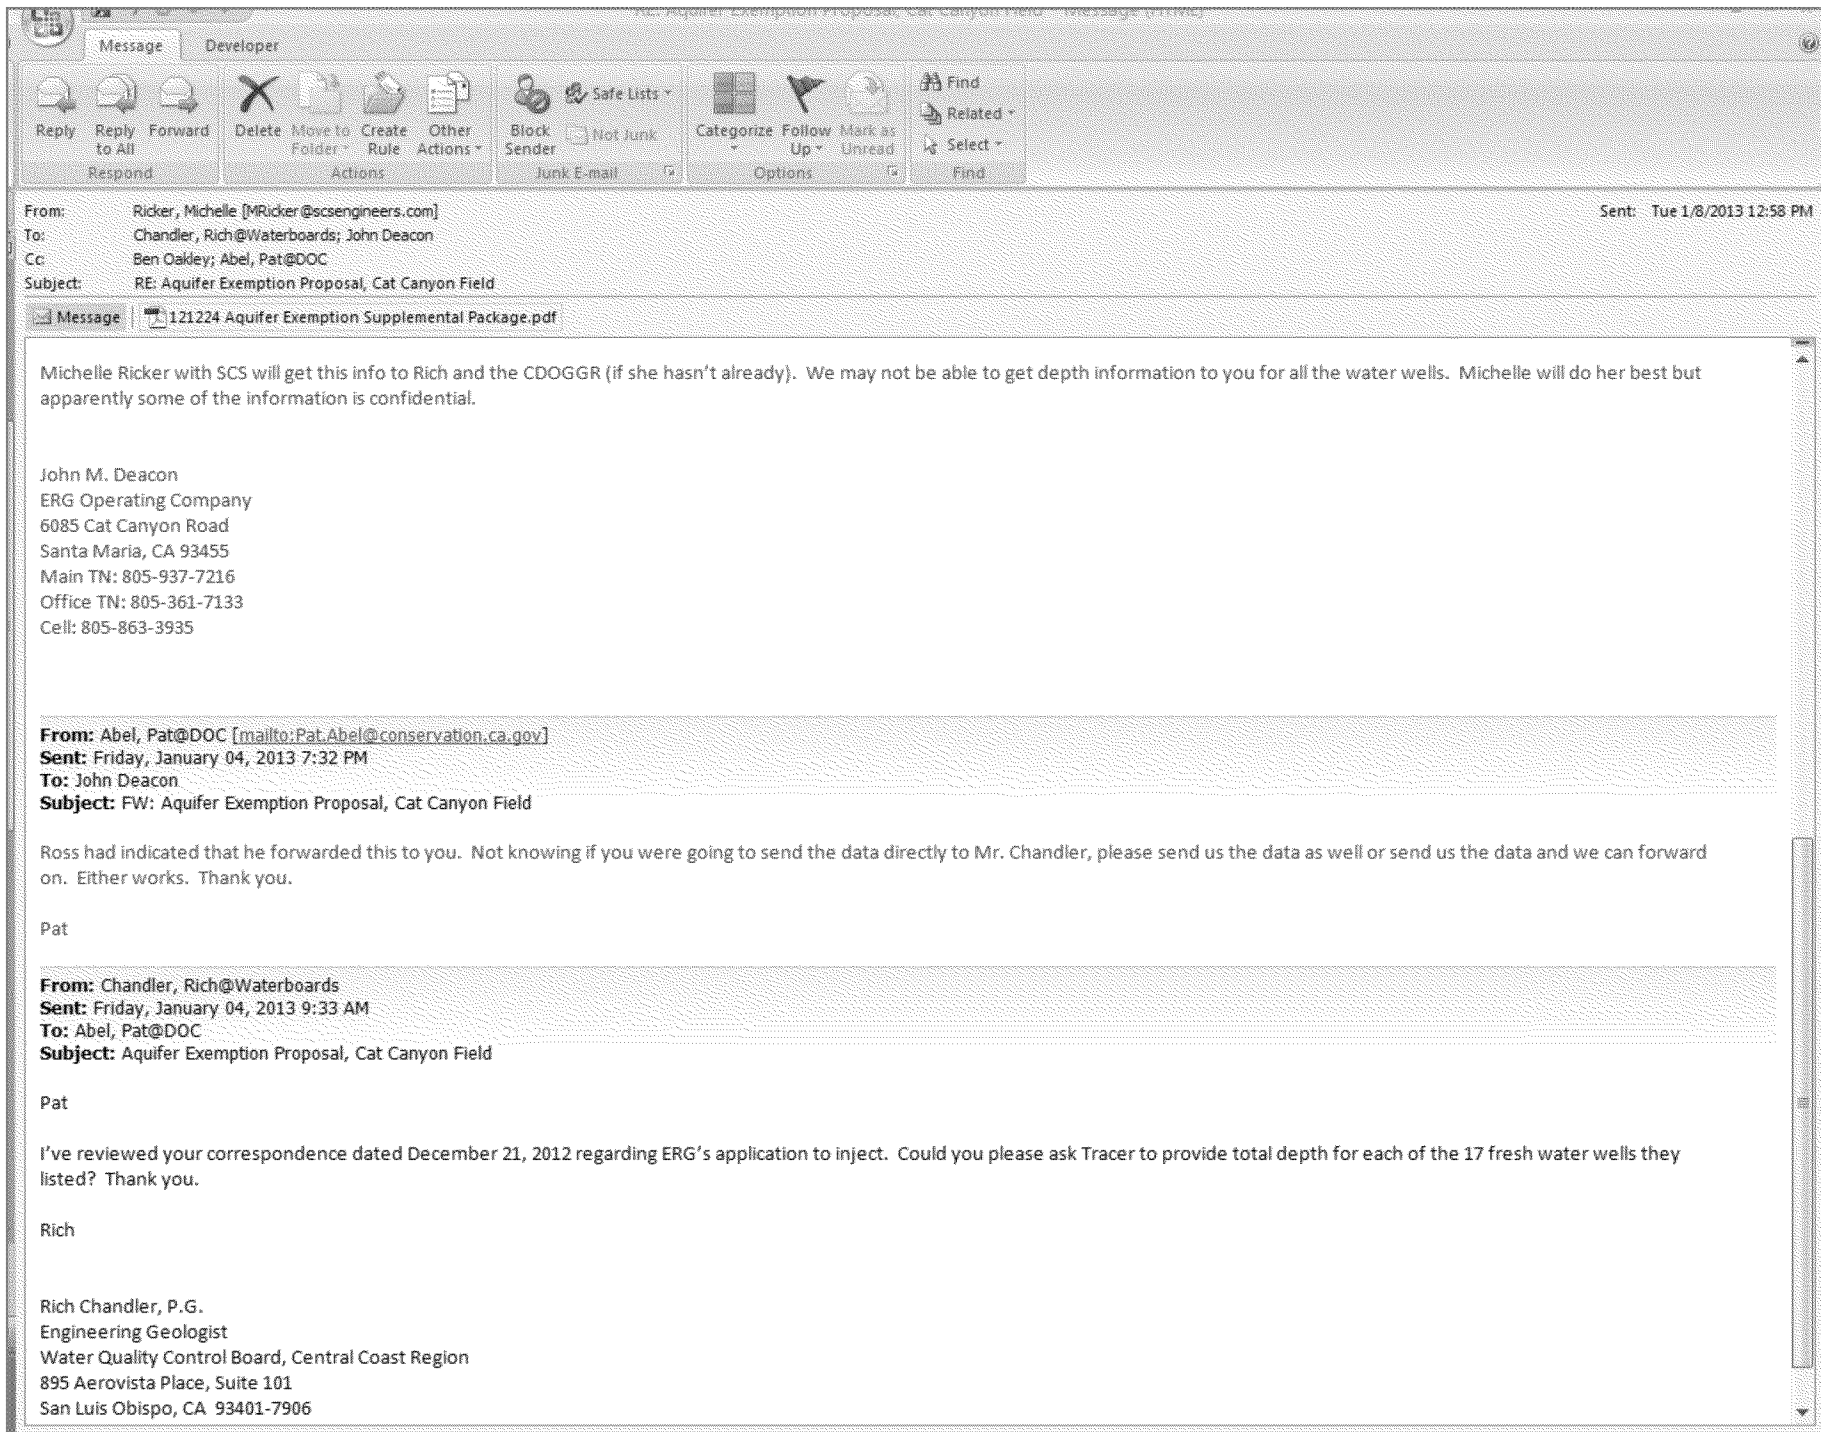 RE: Aquifer Exemption Proposal, Cat Canyon Field - Message (HTML)
Message Developer
Reply Reply to All Forward Delete Move to Folder Create Rule Other Actions Block Sender Safe Lists Not Junk Categorize Follow Up Mark as Unread Find Related Select
Respond Actions Junk E-mail Options Find
From: Ricker, Michelle [MRicker@scsengineers.com] Sent: Tue 1/8/2013 12:58 PM
To: Chandler, Rich@Waterboards; John Deacon
Cc: Ben Oakley; Abel, Pat@DOC
Subject: RE: Aquifer Exemption Proposal, Cat Canyon Field
Message 121224 Aquifer Exemption Supplemental Package.pdf
Michelle Ricker with SCS will get this info to Rich and the CDOGGR (if she hasn't already). We may not be able to get depth information to you for all the water wells. Michelle will do her best but
apparently some of the information is confidential.
John M. Deacon
ERG Operating Company
6085 Cat Canyon Road
Santa Maria, CA 93455
Main TN: 805-937-7216
Office TN: 805-361-7133
Cell: 805-863-3935
From: Abel, Pat@DOC [mailto:Pat.Abel@conservation.ca.gov]
Sent: Friday, January 04, 2013 7:32 PM
To: John Deacon
Subject: FW: Aquifer Exemption Proposal, Cat Canyon Field
Ross had indicated that he forwarded this to you. Not knowing if you were going to send the data directly to Mr. Chandler, please send us the data as well or send us the data and we can forward
on. Either works. Thank you.
Pat
From: Chandler, Rich@Waterboards
Sent: Friday, January 04, 2013 9:33 AM
To: Abel, Pat@DOC
Subject: Aquifer Exemption Proposal, Cat Canyon Field
Pat
I've reviewed your correspondence dated December 21, 2012 regarding ERG's application to inject. Could you please ask Tracer to provide total depth for each of the 17 fresh water wells they
listed? Thank you.
Rich
Rich Chandler, P.G.
Engineering Geologist
Water Quality Control Board, Central Coast Region
895 Aerovista Place, Suite 101
San Luis Obispo, CA 93401-7906